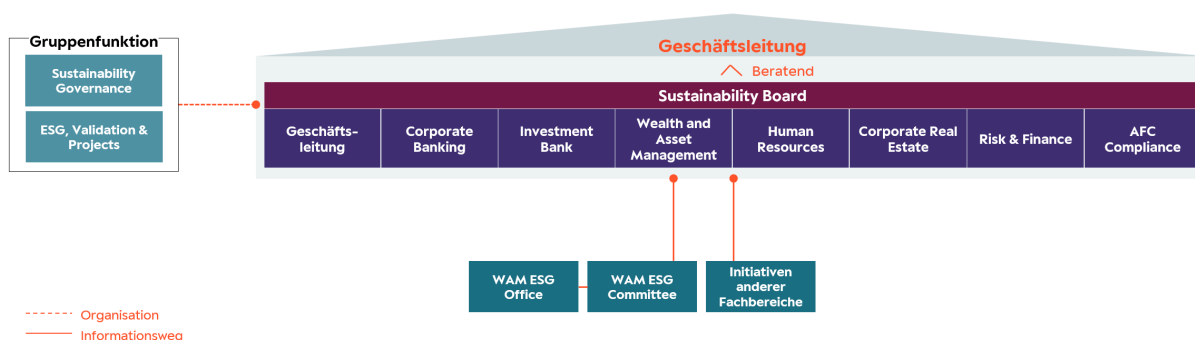 Gruppenfunktion
Sustainability
Governance
ESG, Validation &
Projects
Geschäftsleitung
Beratend
Sustainability Board
Geschäfts-
leitung
Corporate
Banking
Investment
Bank
Wealth and
Asset
Management
Human
Resources
Corporate Real
Estate
Risk & Finance
AFC
Compliance
WAM ESG
Office
WAM ESG
Committee
Initiativen
anderer
Fachbereiche
Organisation
Informationsweg